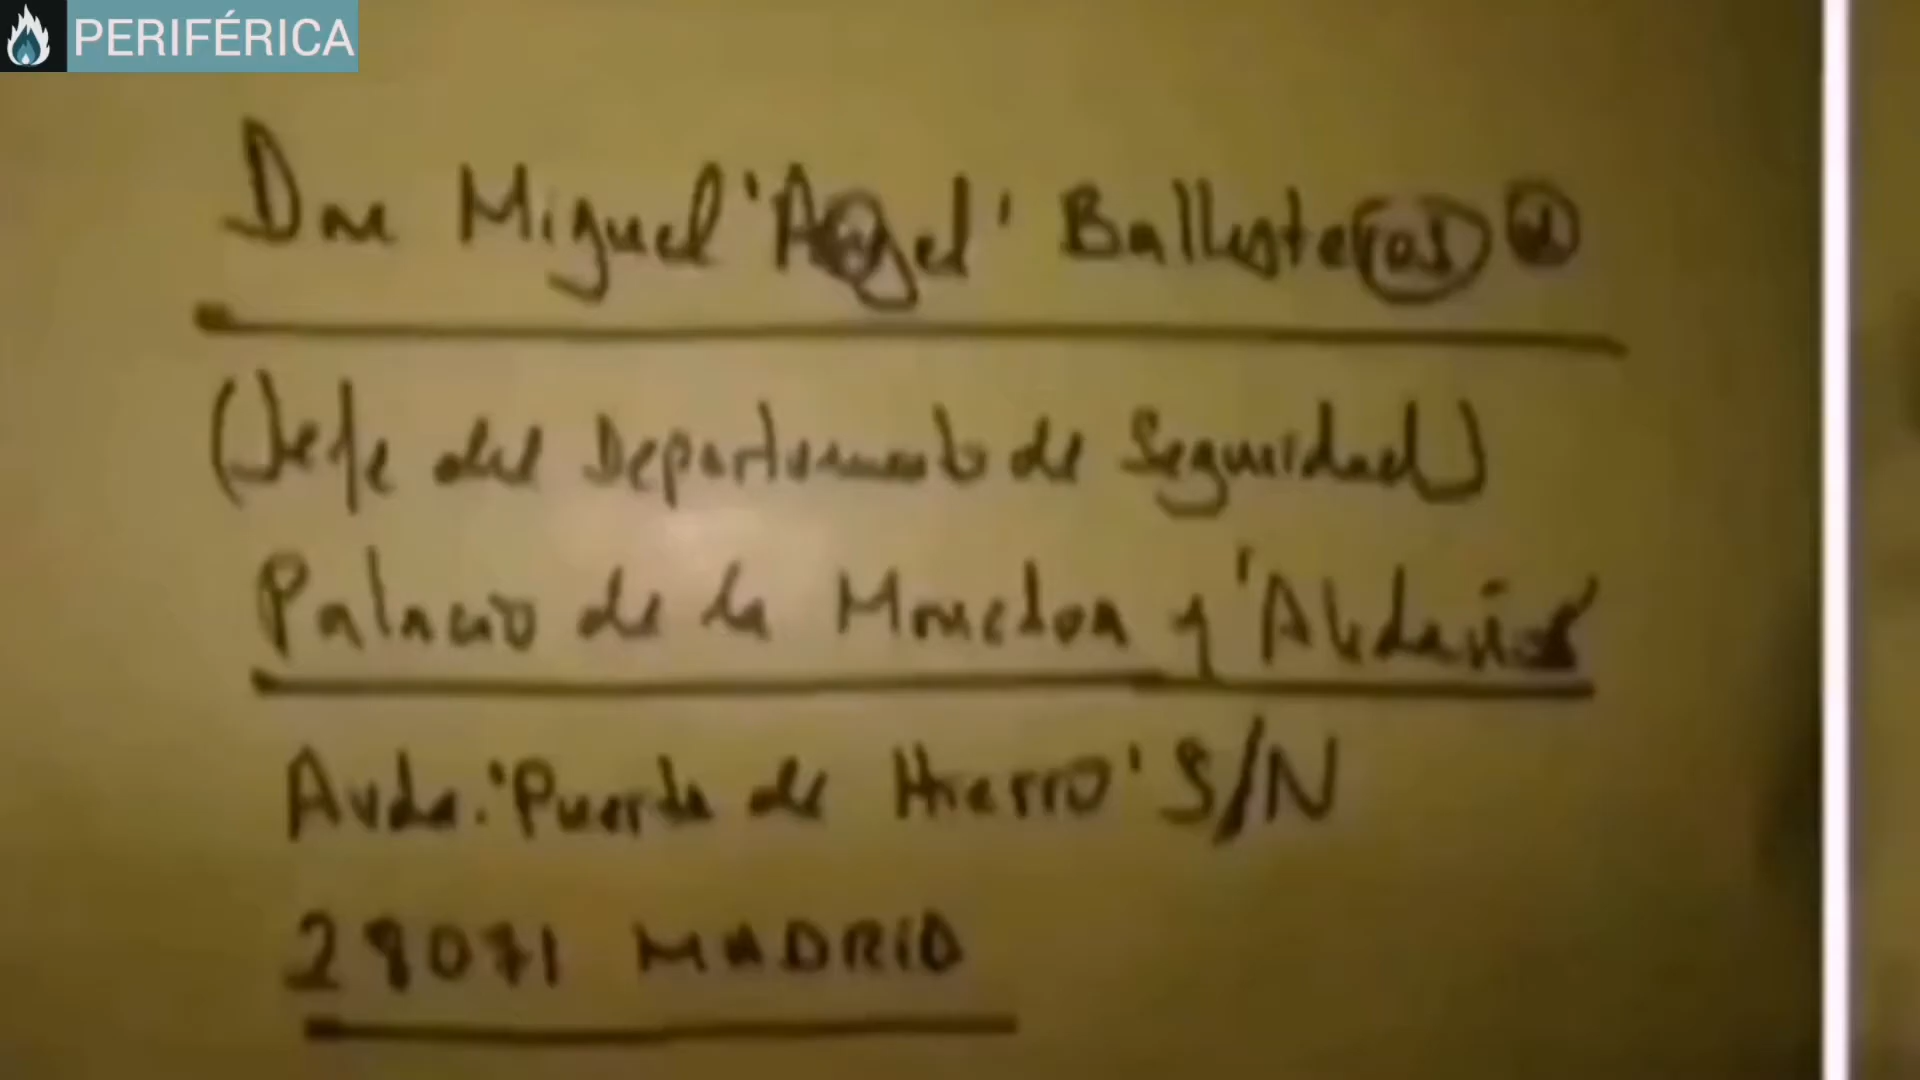 PERIFÉRICA
Don Miguel 'Angel' Ballesteros
(Jefe del Departamento de Seguridad)
Palacio de la Moncloa y 'Aledaños
Avda. 'Puerta de Hierro' S/N
28071 MADRID